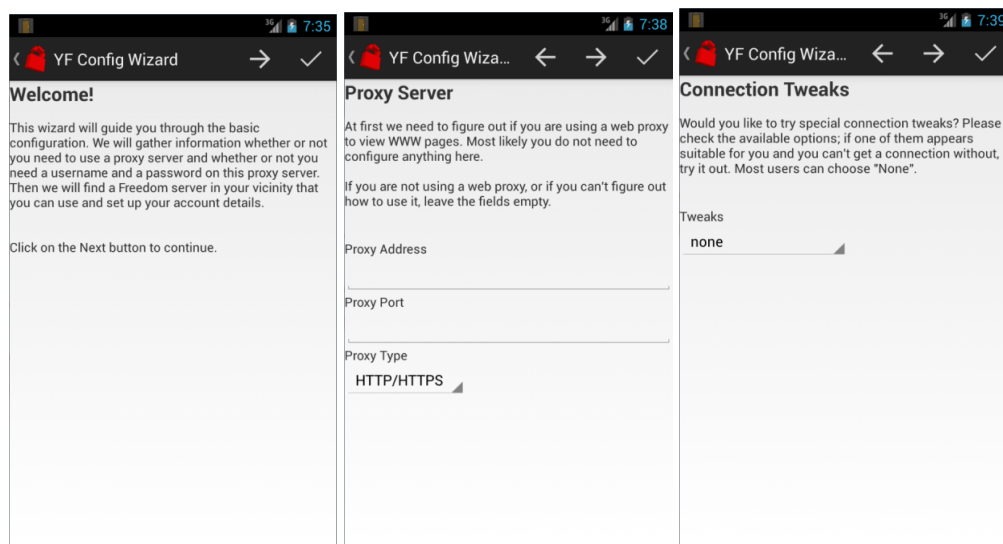 3G 7:35
YF Config Wizard
Welcome!
This wizard will guide you through the basic
configuration. We will gather information whether or not
you need to use a proxy server and whether or not you
need a username and a password on this proxy server.
Then we will find a Freedom server in your vicinity that
you can use and set up your account details.
Click on the Next button to continue.
3G 7:38
YF Config Wiza...
Proxy Server
At first we need to figure out if you are using a web proxy
to view WWW pages. Most likely you do not need to
configure anything here.
If you are not using a web proxy, or if you can't figure out
how to use it, leave the fields empty.
Proxy Address
Proxy Port
Proxy Type
HTTP/HTTPS
3G 7:39
YF Config Wiza...
Connection Tweaks
Would you like to try special connection tweaks? Please
check the available options; if one of them appears
suitable for you and you can't get a connection without,
try it out. Most users can choose "None".
Tweaks
none